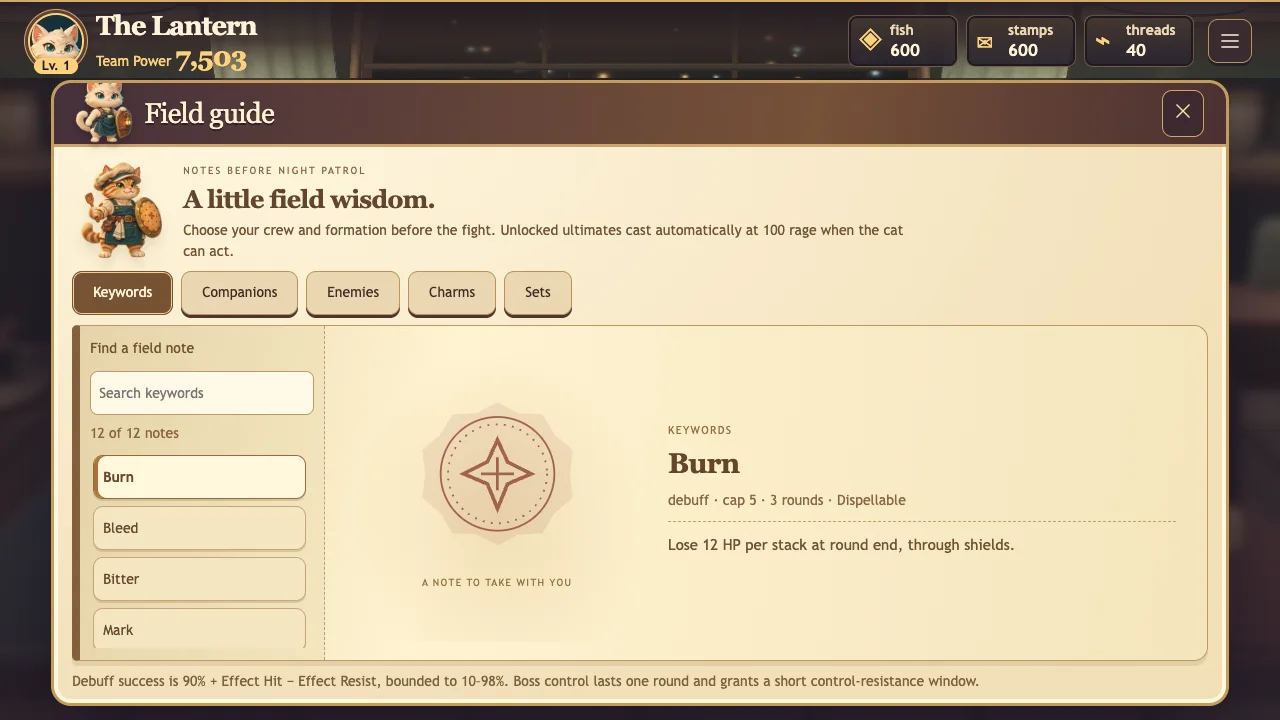 The Lantern
Lv. 1
Team Power 7,503
fish
600
stamps
600
threads
40
Field guide
NOTES BEFORE NIGHT PATROL
A little field wisdom.
Choose your crew and formation before the fight. Unlocked ultimates cast automatically at 100 rage when the cat
can act.
Keywords
Companions
Enemies
Charms
Sets
Find a field note
Search keywords
12 of 12 notes
Burn
Bleed
Bitter
Mark
A NOTE TO TAKE WITH YOU
KEYWORDS
Burn
debuff · cap 5 · 3 rounds · Dispellable
Lose 12 HP per stack at round end, through shields.
Debuff success is 90% + Effect Hit − Effect Resist, bounded to 10–98%. Boss control lasts one round and grants a short control-resistance window.